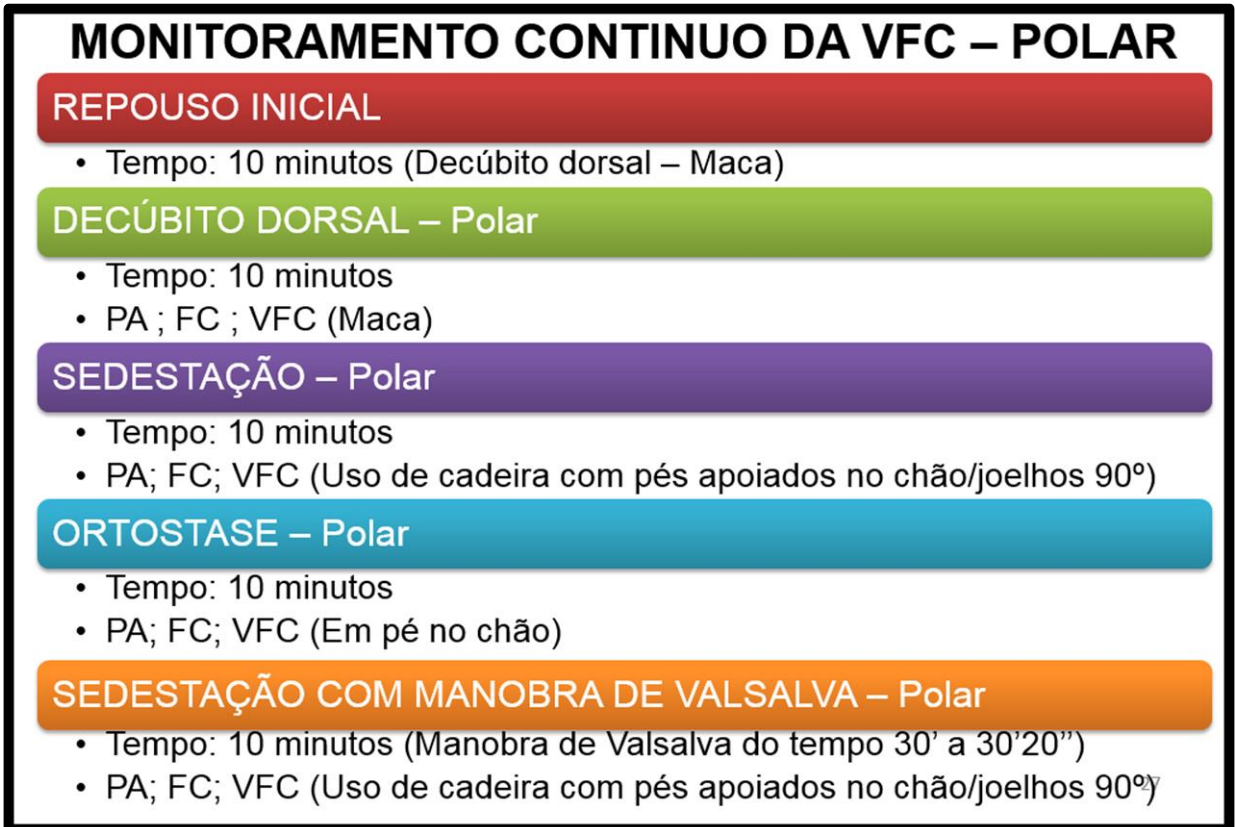 MONITORAMENTO CONTINUO DA VFC – POLAR
REPOUSO INICIAL
• Tempo: 10 minutos (Decúbito dorsal – Maca)
DECÚBITO DORSAL – Polar
• Tempo: 10 minutos
• PA ; FC ; VFC (Maca)
SEDESTAÇÃO – Polar
• Tempo: 10 minutos
• PA; FC; VFC (Uso de cadeira com pés apoiados no chão/joelhos 90º)
ORTOSTASE – Polar
• Tempo: 10 minutos
• PA; FC; VFC (Em pé no chão)
SEDESTAÇÃO COM MANOBRA DE VALSALVA – Polar
• Tempo: 10 minutos (Manobra de Valsalva do tempo 30’ a 30’20’’)
• PA; FC; VFC (Uso de cadeira com pés apoiados no chão/joelhos 90º)
27